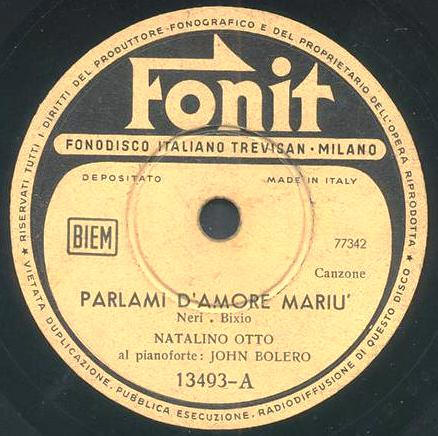 ★ RISERVATI TUTTI I DIRITTI DEL PRODUTTORE-FONOGRAFICO E DEL PROPRIETARIO DELL'OPERA RIPRODOTTA ★
Fonit
FONODISCO ITALIANO TREVISAN · MILANO
DEPOSITATO
MADE IN ITALY
BIEM
77342
Canzone
PARLAMI D'AMORE MARIU'
Neri . Bixio
NATALINO OTTO
al pianoforte: JOHN BOLERO
13493-A
VIETATA DUPLICAZIONE, PUBBLICA ESECUZIONE, RADIODIFFUSIONE DI QUESTO DISCO